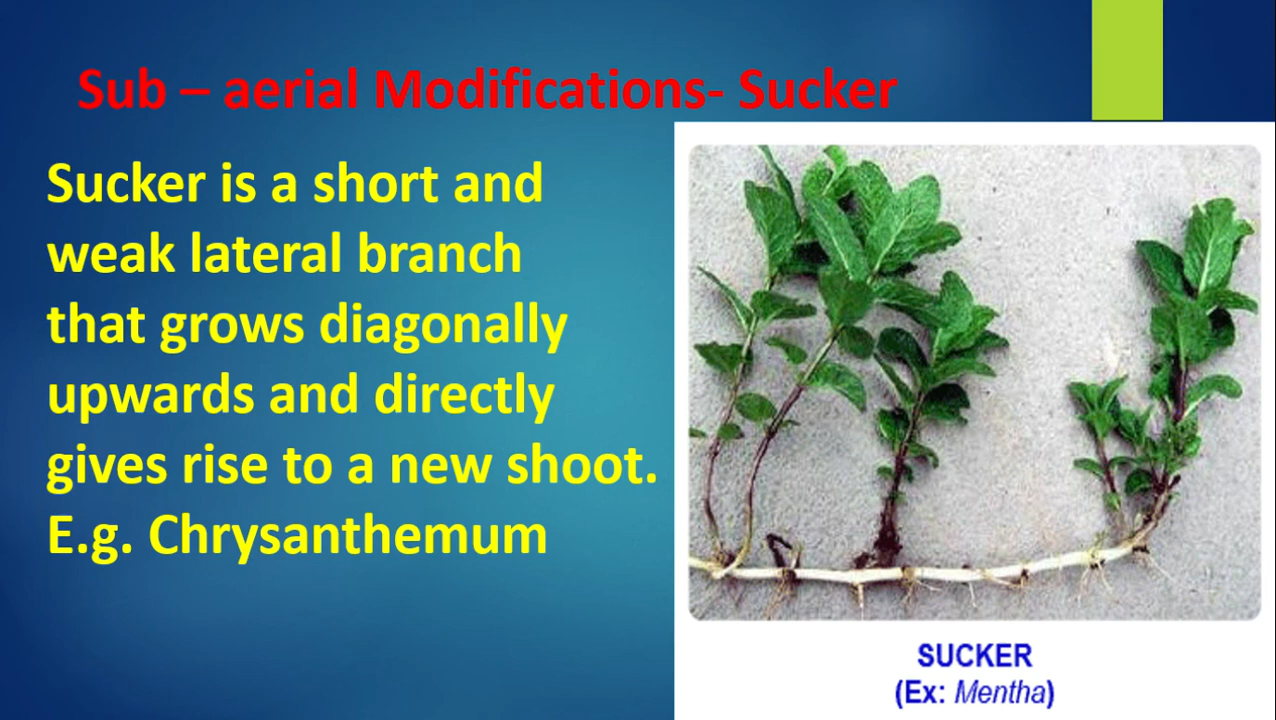 Sub – aerial Modifications- Sucker
Sucker is a short and
weak lateral branch
that grows diagonally
upwards and directly
gives rise to a new shoot.
E.g. Chrysanthemum
SUCKER
(Ex: Mentha)